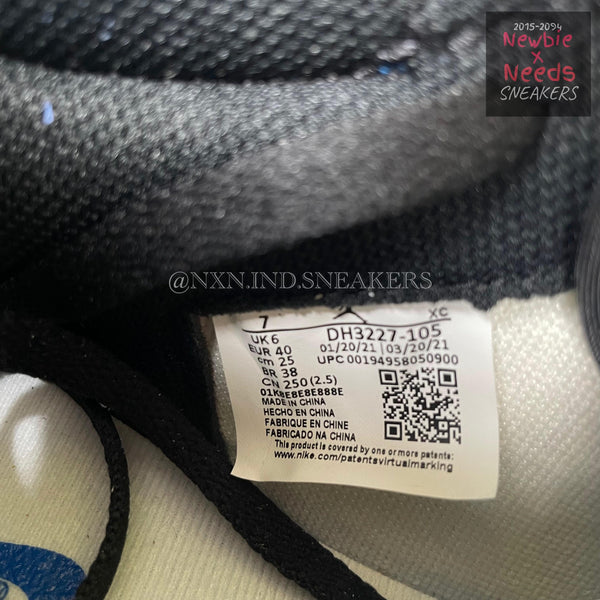 2015-2094
Newbie
x
Needs
SNEAKERS
@NXN.IND.SNEAKERS
7 XC
UK 6 DH3227-105
EUR 40 01/20/21 03/20/21
cm 25 UPC 00194958050900
BR 38
CN 250 (2.5)
01K8E8E8E888E
MADE IN CHINA
HECHO EN CHINA
FABRIQUE EN CHINE
FABRICADO NA CHINA
This product is covered by one or more patents:
www.nike.com/patentsvirtualmarking
®